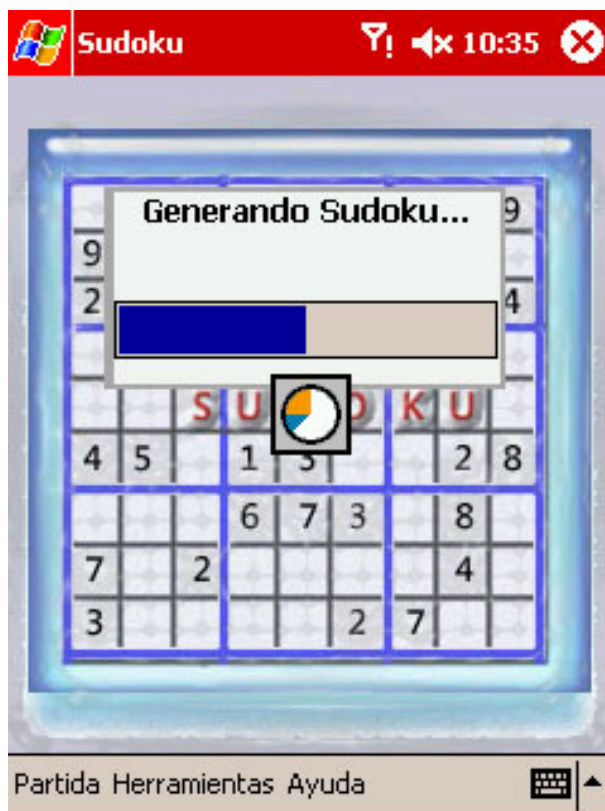 Sudoku 10:35
Generando Sudoku...
9
9
2 4
S U D O K U
4 5 1 3 2 8
6 7 3 8
7 2 4
3 2 7
Partida Herramientas Ayuda